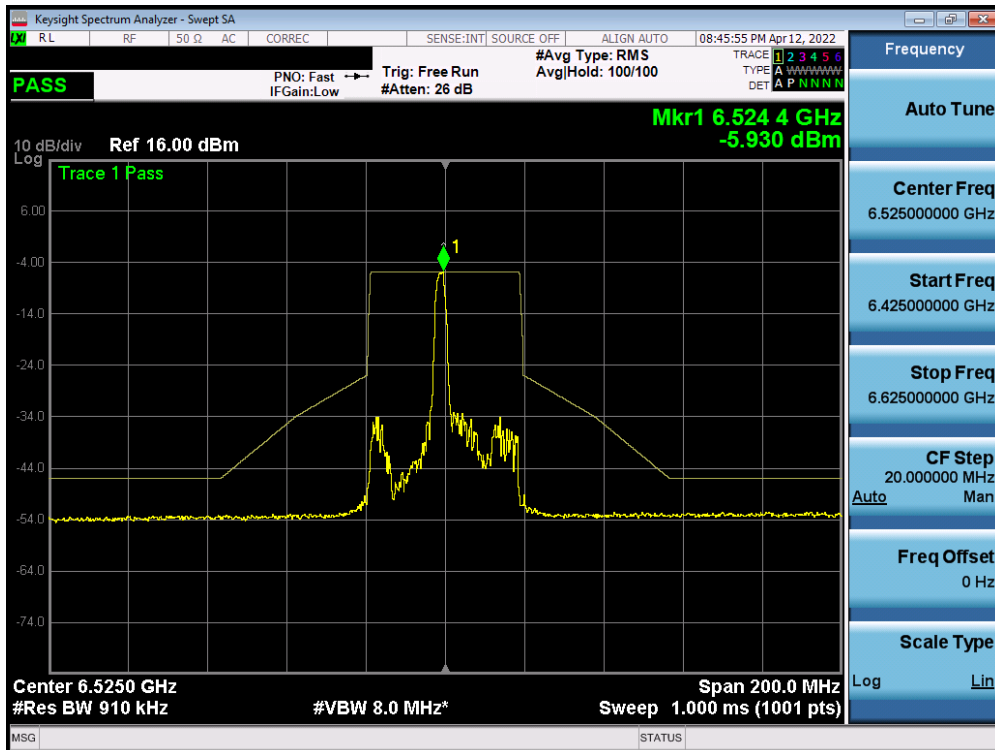 Keysight Spectrum Analyzer - Swept SA
LXI RL RF 50 Ω AC CORREC SENSE:INT SOURCE OFF ALIGN AUTO 08:45:55 PM Apr 12, 2022
PASS
PNO: Fast
IFGain:Low
Trig: Free Run
#Atten: 26 dB
#Avg Type: RMS
Avg|Hold: 100/100
TRACE 1 2 3 4 5 6
TYPE A WWWWW
DET A P N N N N
Mkr1 6.524 4 GHz
-5.930 dBm
10 dB/div
Log
Ref 16.00 dBm
Trace 1 Pass
1
6.00
-4.00
-14.0
-24.0
-34.0
-44.0
-54.0
-64.0
-74.0
Center 6.5250 GHz
Span 200.0 MHz
#Res BW 910 kHz
#VBW 8.0 MHz*
Sweep 1.000 ms (1001 pts)
MSG
STATUS
Frequency
Auto Tune
Center Freq
6.525000000 GHz
Start Freq
6.425000000 GHz
Stop Freq
6.625000000 GHz
CF Step
20.000000 MHz
Auto Man
Freq Offset
0 Hz
Scale Type
Log Lin